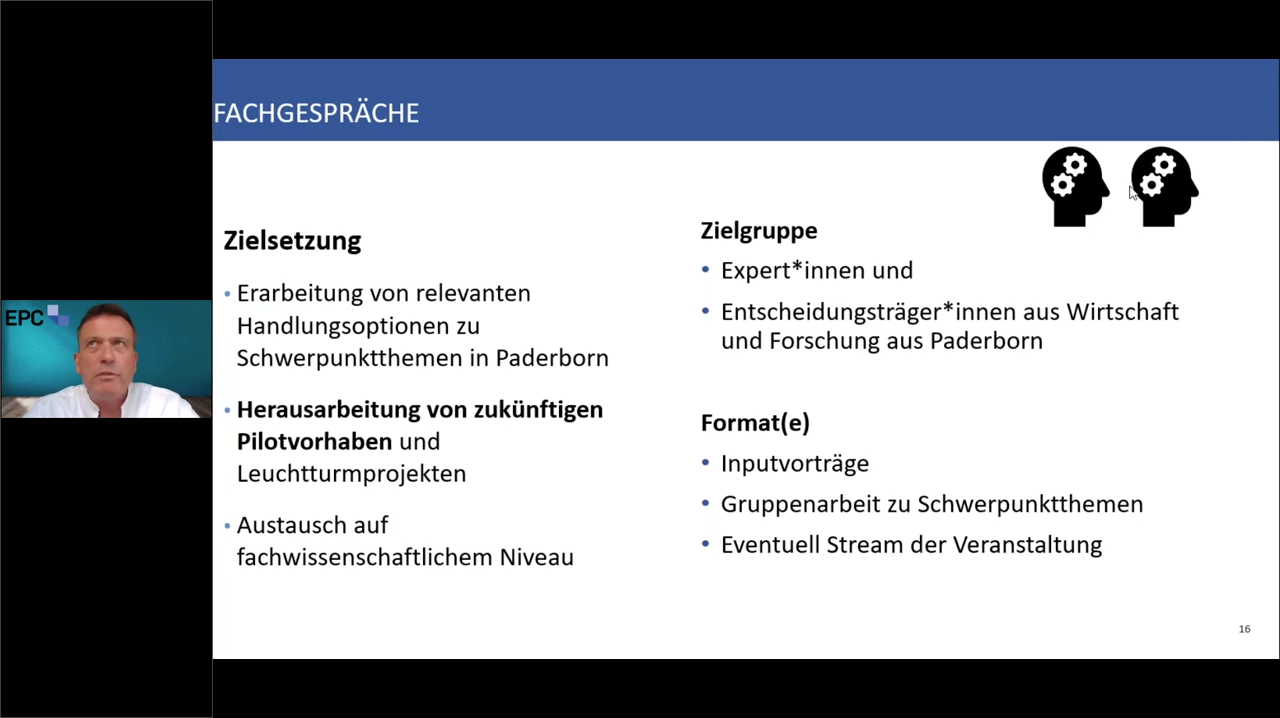 FACHGESPRÄCHE
EPC
Zielsetzung
• Erarbeitung von relevanten
Handlungsoptionen zu
Schwerpunktthemen in Paderborn
• Herausarbeitung von zukünftigen
Pilotvorhaben und
Leuchtturmprojekten
• Austausch auf
fachwissenschaftlichem Niveau
Zielgruppe
• Expert*innen und
• Entscheidungsträger*innen aus Wirtschaft
und Forschung aus Paderborn
Format(e)
• Inputvorträge
• Gruppenarbeit zu Schwerpunktthemen
• Eventuell Stream der Veranstaltung
16